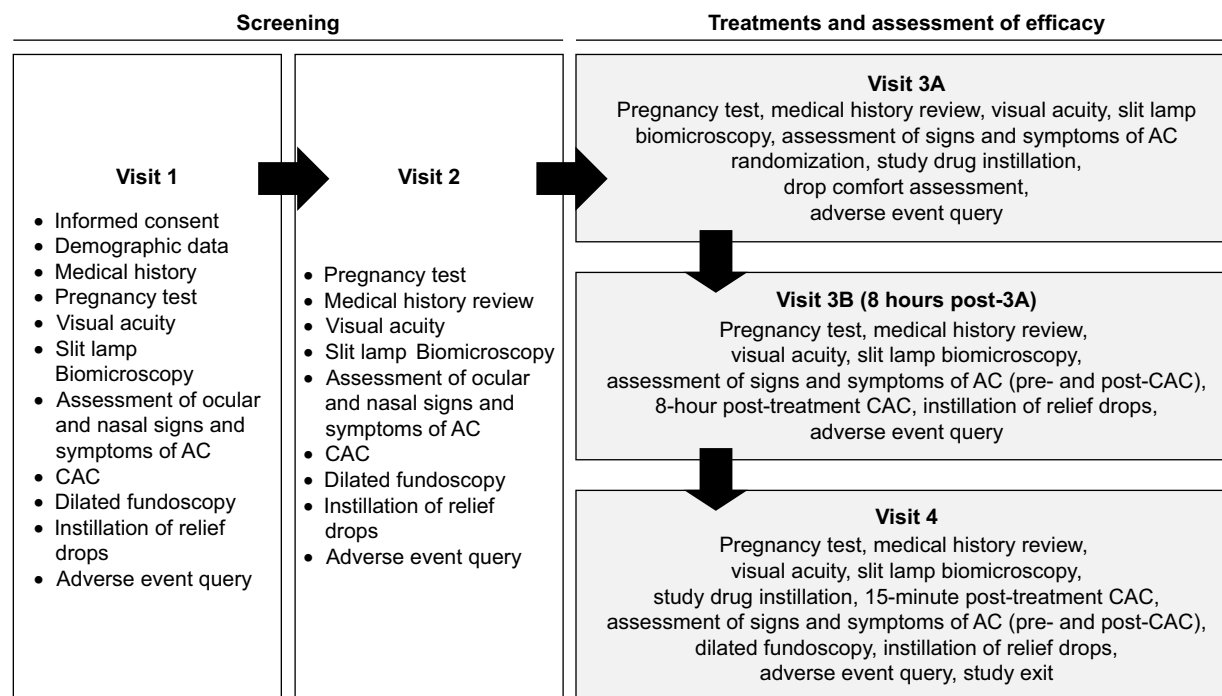 Screening
Treatments and assessment of efficacy
Visit 1
• Informed consent
• Demographic data
• Medical history
• Pregnancy test
• Visual acuity
• Slit lamp
Biomicroscopy
• Assessment of ocular
and nasal signs and
symptoms of AC
• CAC
• Dilated fundoscopy
• Instillation of relief
drops
• Adverse event query
Visit 2
• Pregnancy test
• Medical history review
• Visual acuity
• Slit lamp Biomicroscopy
• Assessment of ocular
and nasal signs and
symptoms of AC
• CAC
• Dilated fundoscopy
• Instillation of relief
drops
• Adverse event query
Visit 3A
Pregnancy test, medical history review, visual acuity, slit lamp
biomicroscopy, assessment of signs and symptoms of AC
randomization, study drug instillation,
drop comfort assessment,
adverse event query
Visit 3B (8 hours post-3A)
Pregnancy test, medical history review,
visual acuity, slit lamp biomicroscopy,
assessment of signs and symptoms of AC (pre- and post-CAC),
8-hour post-treatment CAC, instillation of relief drops,
adverse event query
Visit 4
Pregnancy test, medical history review,
visual acuity, slit lamp biomicroscopy,
study drug instillation, 15-minute post-treatment CAC,
assessment of signs and symptoms of AC (pre- and post-CAC),
dilated fundoscopy, instillation of relief drops,
adverse event query, study exit